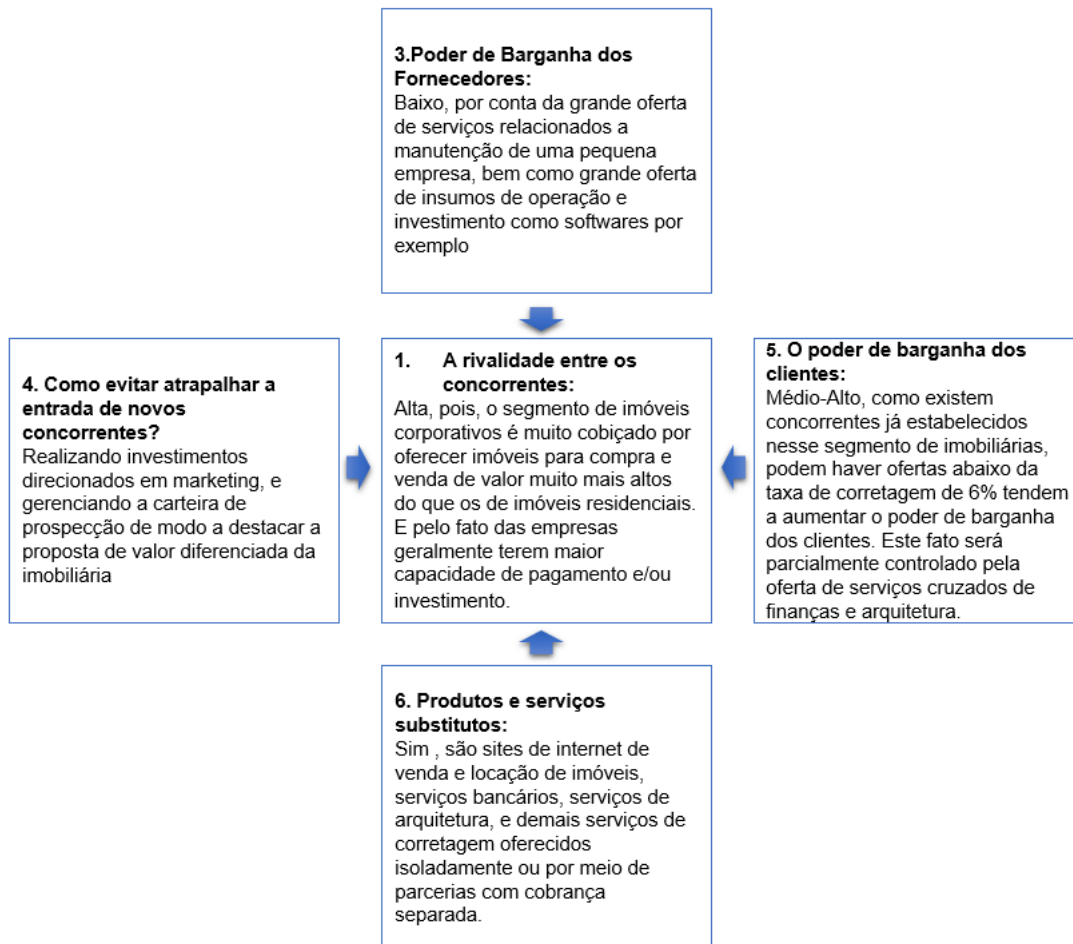 3.Poder de Barganha dos
Fornecedores:
Baixo, por conta da grande oferta
de serviços relacionados a
manutenção de uma pequena
empresa, bem como grande oferta
de insumos de operação e
investimento como softwares por
exemplo
4. Como evitar atrapalhar a
entrada de novos
concorrentes?
Realizando investimentos
direcionados em marketing, e
gerenciando a carteira de
prospecção de modo a destacar a
proposta de valor diferenciada da
imobiliária
1. A rivalidade entre os
concorrentes:
Alta, pois, o segmento de imóveis
corporativos é muito cobiçado por
oferecer imóveis para compra e
venda de valor muito mais altos
do que os de imóveis residenciais.
E pelo fato das empresas
geralmente terem maior
capacidade de pagamento e/ou
investimento.
5. O poder de barganha dos
clientes:
Médio-Alto, como existem
concorrentes já estabelecidos
nesse segmento de imobiliárias,
podem haver ofertas abaixo da
taxa de corretagem de 6% tendem
a aumentar o poder de barganha
dos clientes. Este fato será
parcialmente controlado pela
oferta de serviços cruzados de
finanças e arquitetura.
6. Produtos e serviços
substitutos:
Sim , são sites de internet de
venda e locação de imóveis,
serviços bancários, serviços de
arquitetura, e demais serviços de
corretagem oferecidos
isoladamente ou por meio de
parcerias com cobrança
separada.